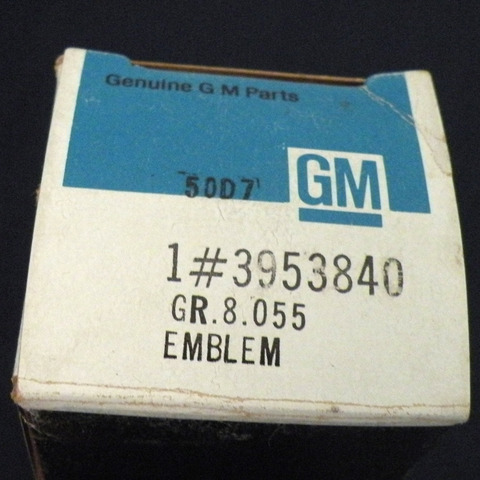 Genuine G M Parts
50D7
GM
1#3953840
GR.8.055
EMBLEM